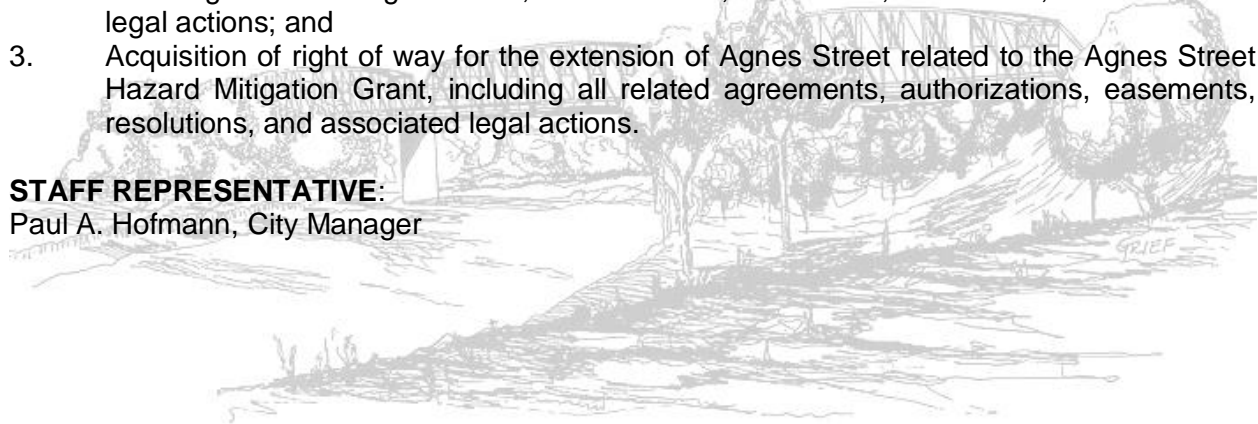 legal actions; and
3. Acquisition of right of way for the extension of Agnes Street related to the Agnes Street
Hazard Mitigation Grant, including all related agreements, authorizations, easements,
resolutions, and associated legal actions.
STAFF REPRESENTATIVE:
Paul A. Hofmann, City Manager
GRIEF